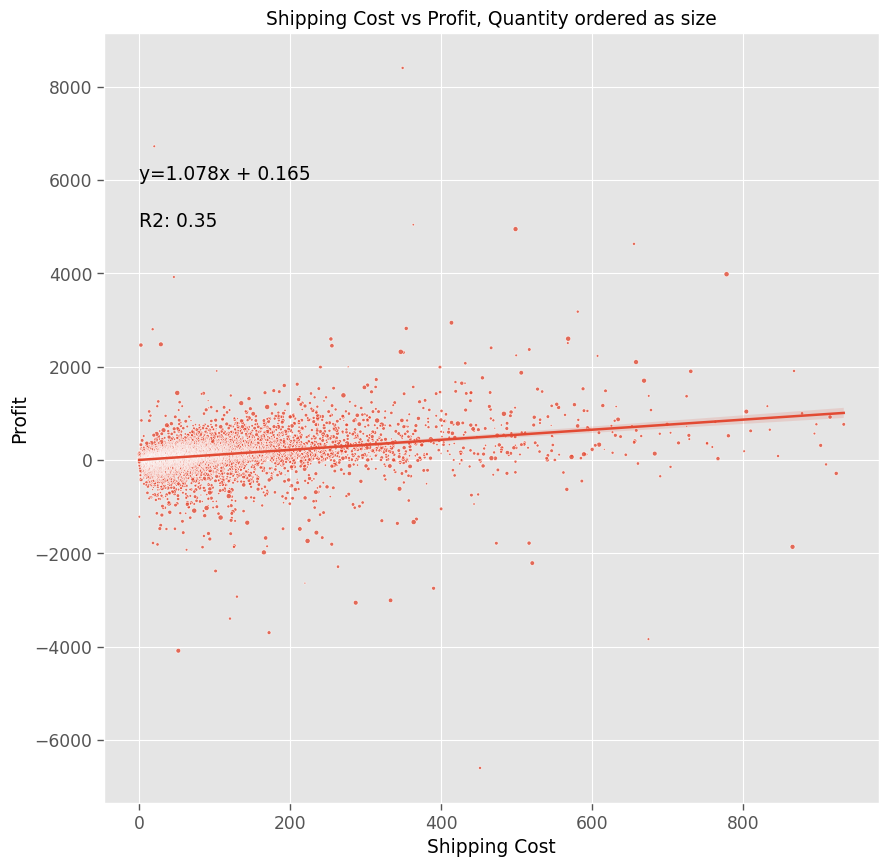 Shipping Cost vs Profit, Quantity ordered as size
8000
6000
4000
2000
0
−2000
−4000
−6000
Profit
y=1.078x + 0.165
R2: 0.35
0 200 400 600 800
Shipping Cost